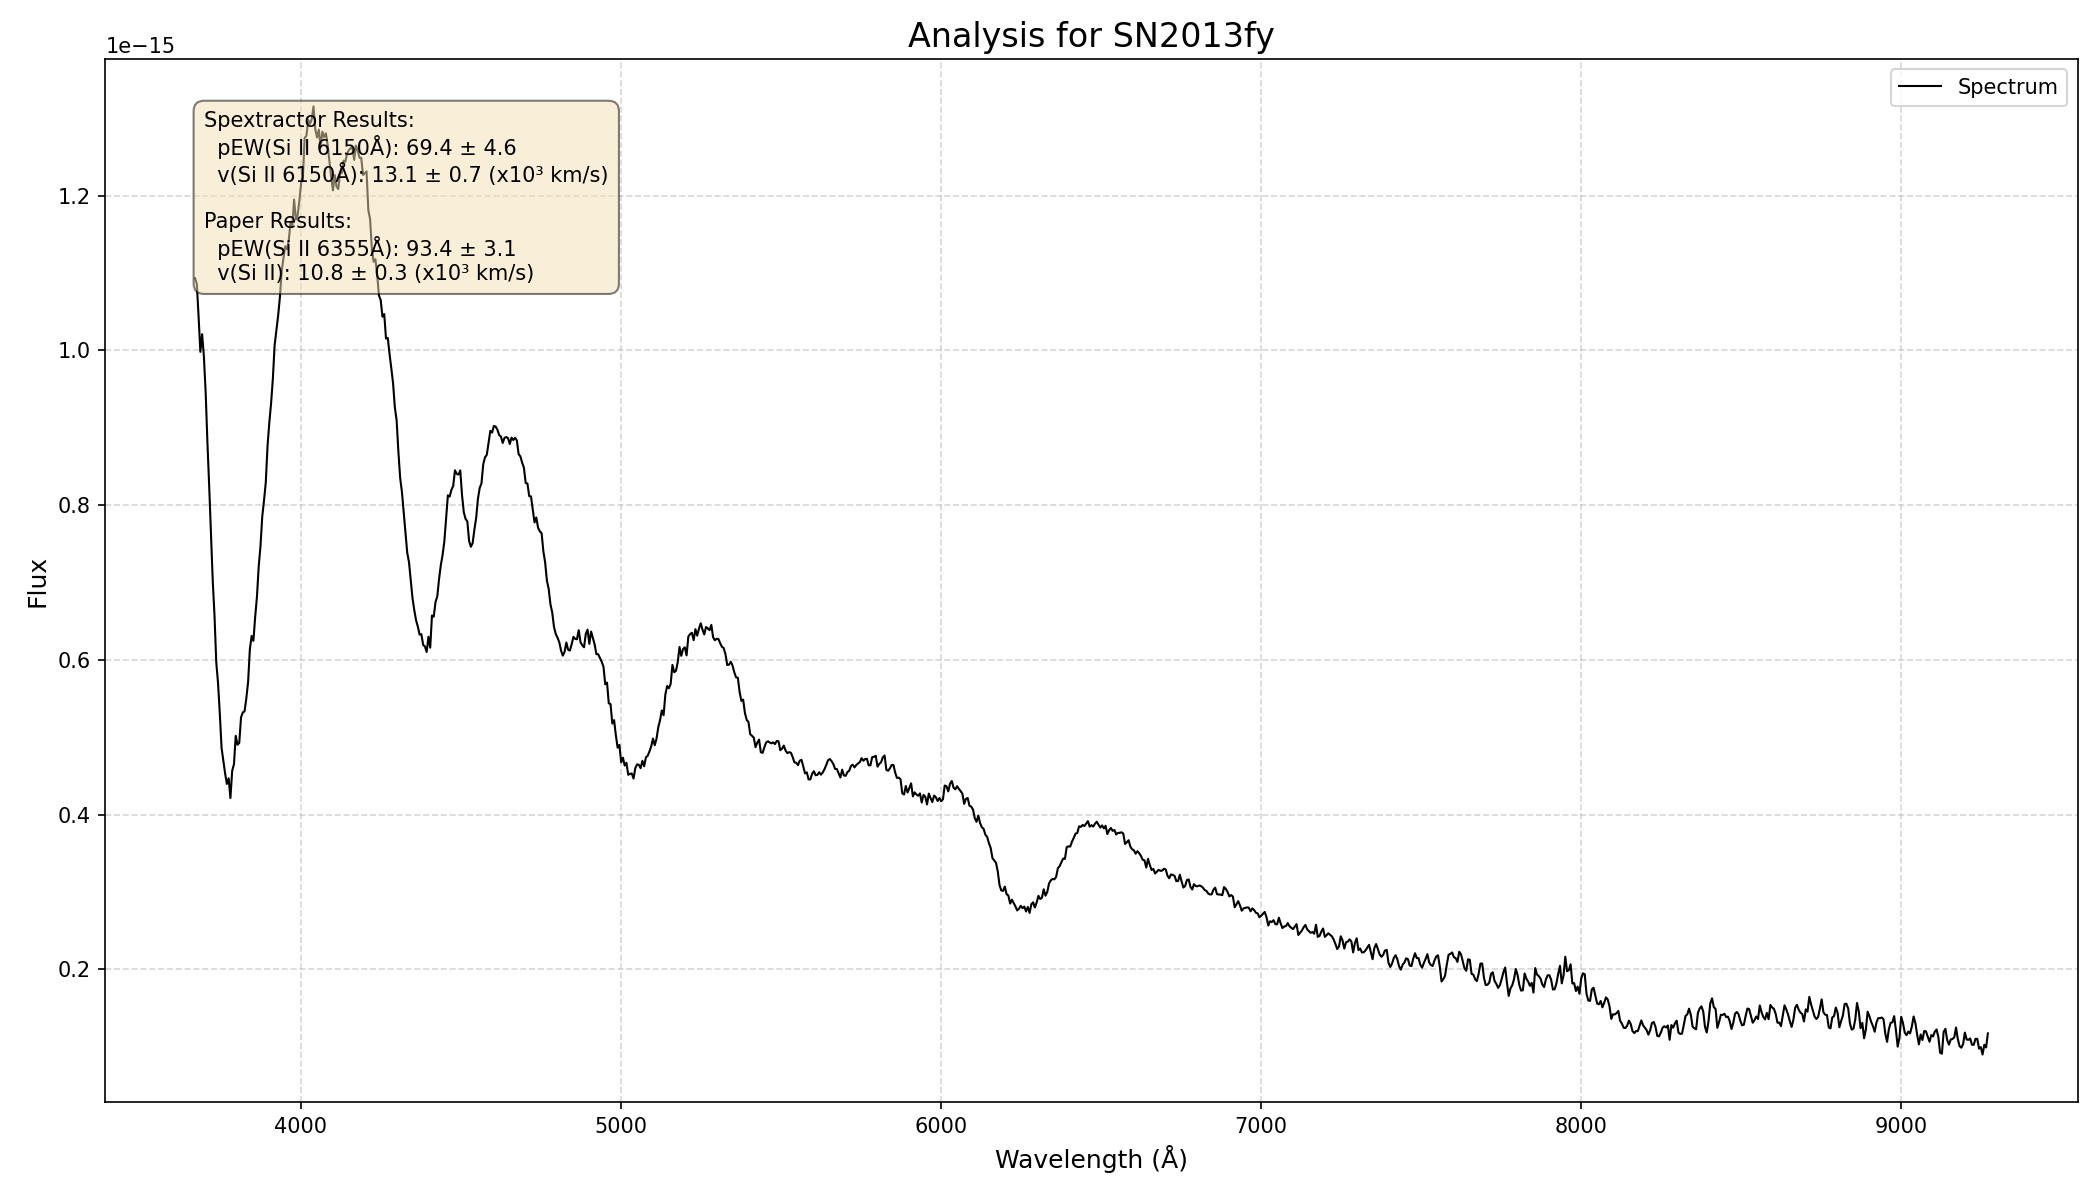 Analysis for SN2013fy
1e−15
Spectrum
Spextractor Results:
pEW(Si II 6150Å): 69.4 ± 4.6
v(Si II 6150Å): 13.1 ± 0.7 (x10³ km/s)
Paper Results:
pEW(Si II 6355Å): 93.4 ± 3.1
v(Si II): 10.8 ± 0.3 (x10³ km/s)
1.2
1.0
0.8
0.6
0.4
0.2
Flux
4000 5000 6000 7000 8000 9000
Wavelength (Å)